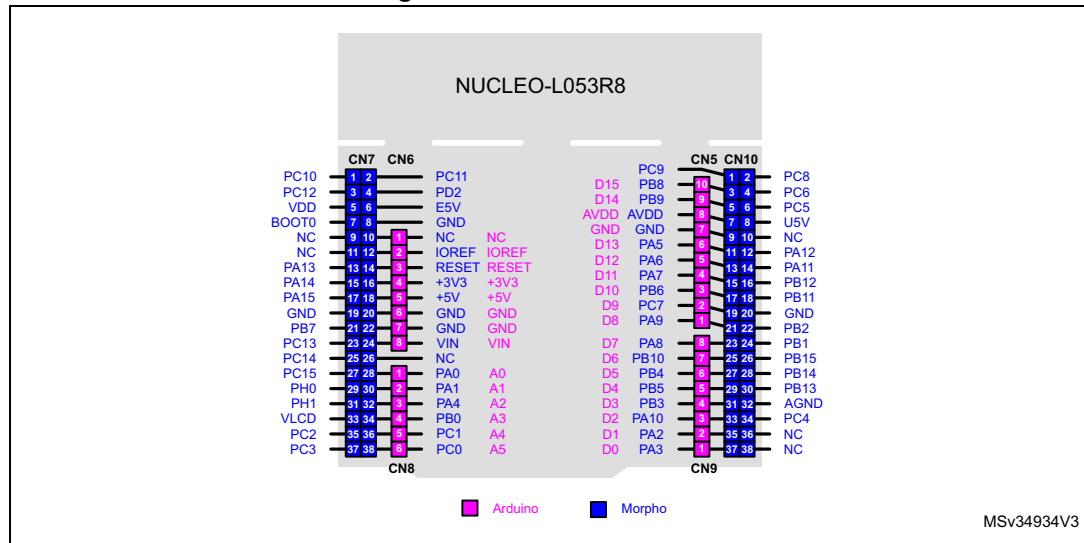 NUCLEO-L053R8
CN7 CN6 CN5 CN10
PC9
PC10 1 2 PC11 1 2 PC8
PC12 3 4 PD2 D15 PB8 10 3 4 PC6
VDD 5 6 E5V D14 PB9 9 5 6 PC5
BOOT0 7 8 GND AVDD AVDD 8 7 8 U5V
NC 9 10 1 NC NC GND GND 7 9 10 NC
NC 11 12 2 IOREF IOREF D13 PA5 6 11 12 PA12
PA13 13 14 3 RESET RESET D12 PA6 5 13 14 PA11
PA14 15 16 4 +3V3 +3V3 D11 PA7 4 15 16 PB12
PA15 17 18 5 +5V +5V D10 PB6 3 17 18 PB11
GND 19 20 6 GND GND D9 PC7 2 19 20 GND
PB7 21 22 7 GND GND D8 PA9 1 21 22 PB2
PC13 23 24 8 VIN VIN D7 PA8 8 23 24 PB1
PC14 25 26 NC D6 PB10 7 25 26 PB15
PC15 27 28 1 PA0 A0 D5 PB4 6 27 28 PB14
PH0 29 30 2 PA1 A1 D4 PB5 5 29 30 PB13
PH1 31 32 3 PA4 A2 D3 PB3 4 31 32 AGND
VLCD 33 34 4 PB0 A3 D2 PA10 3 33 34 PC4
PC2 35 36 5 PC1 A4 D1 PA2 2 35 36 NC
PC3 37 38 6 PC0 A5 D0 PA3 1 37 38 NC
CN8 CN9
Arduino Morpho
MSv34934V3